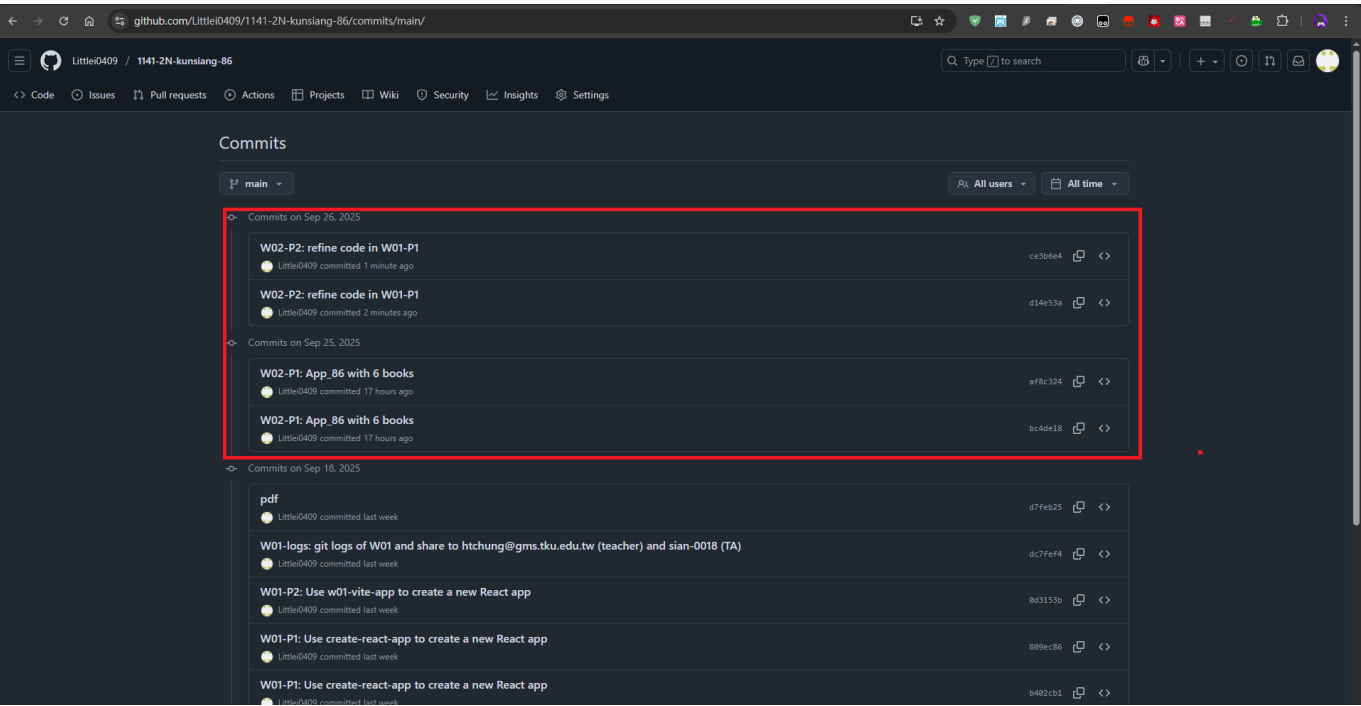 github.com/Littlei0409/1141-2N-kunsiang-86/commits/main/
Littlei0409 / 1141-2N-kunsiang-86
Type / to search
Code Issues Pull requests Actions Projects Wiki Security Insights Settings
Commits
main
All users All time
Commits on Sep 26, 2025
W02-P2: refine code in W01-P1
ce3b6e4
Littlei0409 committed 1 minute ago
W02-P2: refine code in W01-P1
d14e53a
Littlei0409 committed 2 minutes ago
Commits on Sep 25, 2025
W02-P1: App_86 with 6 books
af8c324
Littlei0409 committed 17 hours ago
W02-P1: App_86 with 6 books
bc4de18
Littlei0409 committed 17 hours ago
Commits on Sep 18, 2025
pdf
d7feb25
Littlei0409 committed last week
W01-logs: git logs of W01 and share to htchung@gms.tku.edu.tw (teacher) and sian-0018 (TA)
dc7fef4
Littlei0409 committed last week
W01-P2: Use w01-vite-app to create a new React app
0d3153b
Littlei0409 committed last week
W01-P1: Use create-react-app to create a new React app
809ec86
Littlei0409 committed last week
W01-P1: Use create-react-app to create a new React app
b402cb1
Littlei0409 committed last week